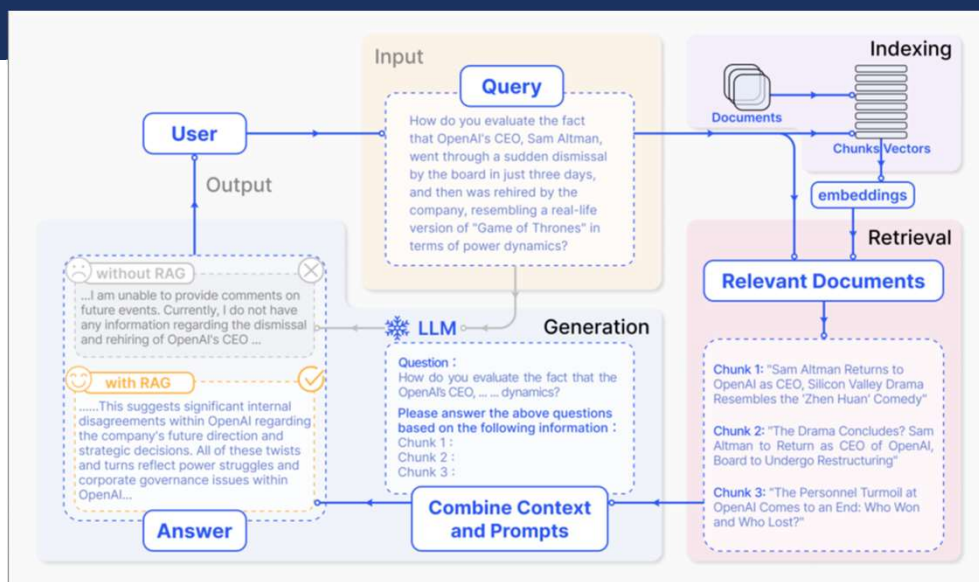 Input
Query
How do you evaluate the fact
that OpenAI's CEO, Sam Altman,
went through a sudden dismissal
by the board in just three days,
and then was rehired by the
company, resembling a real-life
version of "Game of Thrones" in
terms of power dynamics?
Indexing
Documents
Chunks Vectors
embeddings
User
Output
Retrieval
Relevant Documents
Chunk 1: "Sam Altman Returns to
OpenAI as CEO, Silicon Valley Drama
Resembles the 'Zhen Huan' Comedy"
Chunk 2: "The Drama Concludes? Sam
Altman to Return as CEO of OpenAI,
Board to Undergo Restructuring"
Chunk 3: "The Personnel Turmoil at
OpenAI Comes to an End: Who Won
and Who Lost?"
LLM
Generation
Question :
How do you evaluate the fact that the
OpenAI's CEO, ... ... dynamics?
Please answer the above questions
based on the following information :
Chunk 1 :
Chunk 2 :
Chunk 3 :
Combine Context
and Prompts
without RAG
...I am unable to provide comments on
future events. Currently, I do not have
any information regarding the dismissal
and rehiring of OpenAI's CEO ...
with RAG
......This suggests significant internal
disagreements within OpenAI regarding
the company's future direction and
strategic decisions. All of these twists
and turns reflect power struggles and
corporate governance issues within
OpenAI...
Answer